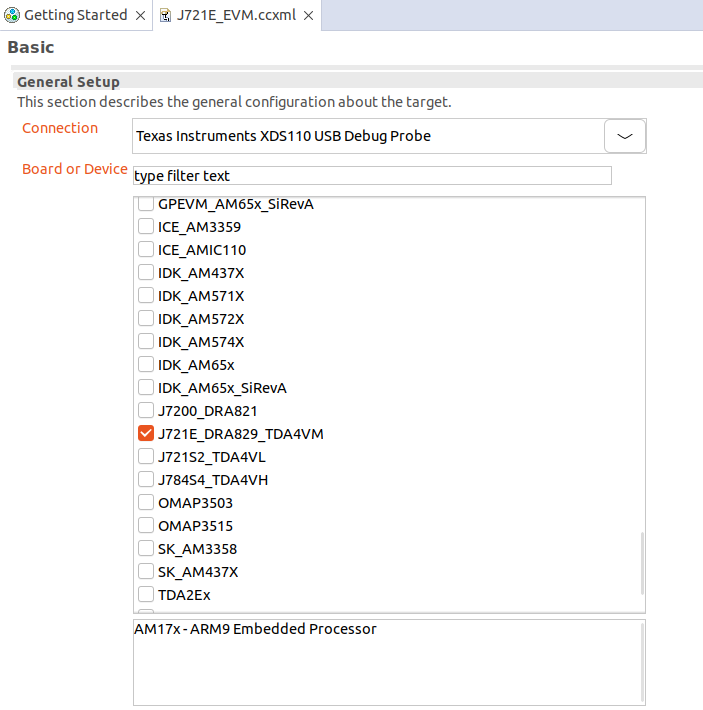 Getting Started
J721E_EVM.ccxml
Basic
General Setup
This section describes the general configuration about the target.
Connection
Texas Instruments XDS110 USB Debug Probe
Board or Device
type filter text
GPEVM_AM65x_SiRevA
ICE_AM3359
ICE_AMIC110
IDK_AM437X
IDK_AM571X
IDK_AM572X
IDK_AM574X
IDK_AM65x
IDK_AM65x_SiRevA
J7200_DRA821
J721E_DRA829_TDA4VM
J721S2_TDA4VL
J784S4_TDA4VH
OMAP3503
OMAP3515
SK_AM3358
SK_AM437X
TDA2Ex
AM17x - ARM9 Embedded Processor